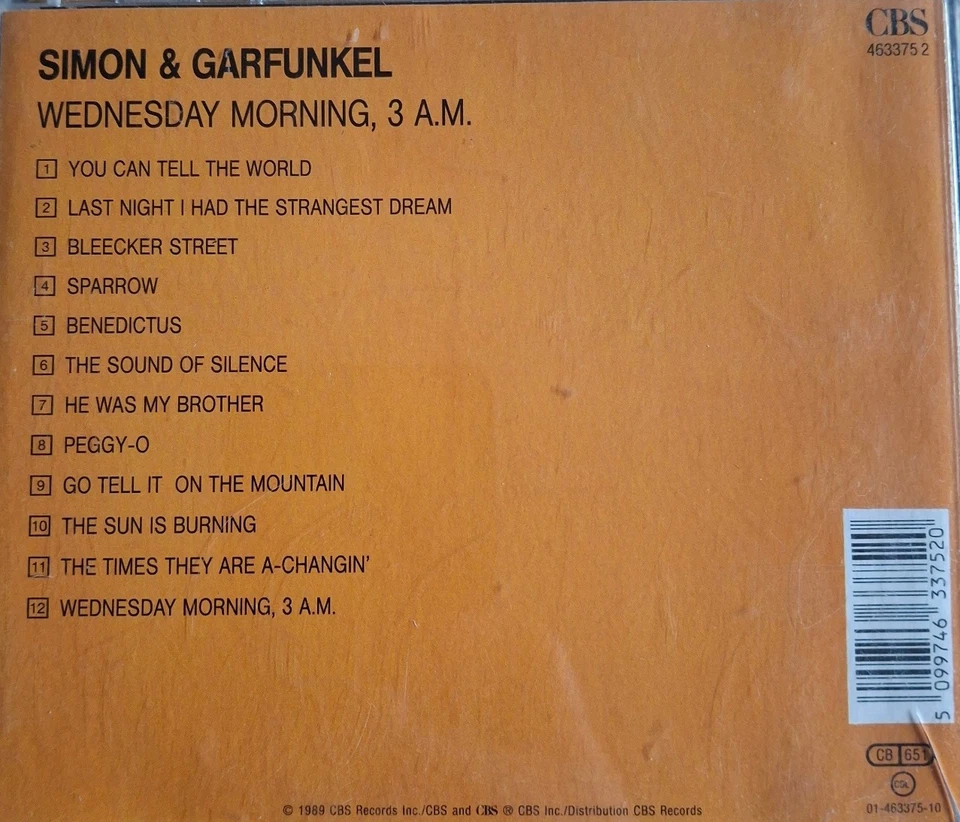 CBS
463375 2
SIMON & GARFUNKEL
WEDNESDAY MORNING, 3 A.M.
1 YOU CAN TELL THE WORLD
2 LAST NIGHT I HAD THE STRANGEST DREAM
3 BLEECKER STREET
4 SPARROW
5 BENEDICTUS
6 THE SOUND OF SILENCE
7 HE WAS MY BROTHER
8 PEGGY-O
9 GO TELL IT ON THE MOUNTAIN
10 THE SUN IS BURNING
11 THE TIMES THEY ARE A-CHANGIN'
12 WEDNESDAY MORNING, 3 A.M.
5 099746 337520
CB 651
© 1989 CBS Records Inc./CBS and CBS ® CBS Inc./Distribution CBS Records
01-463375-10